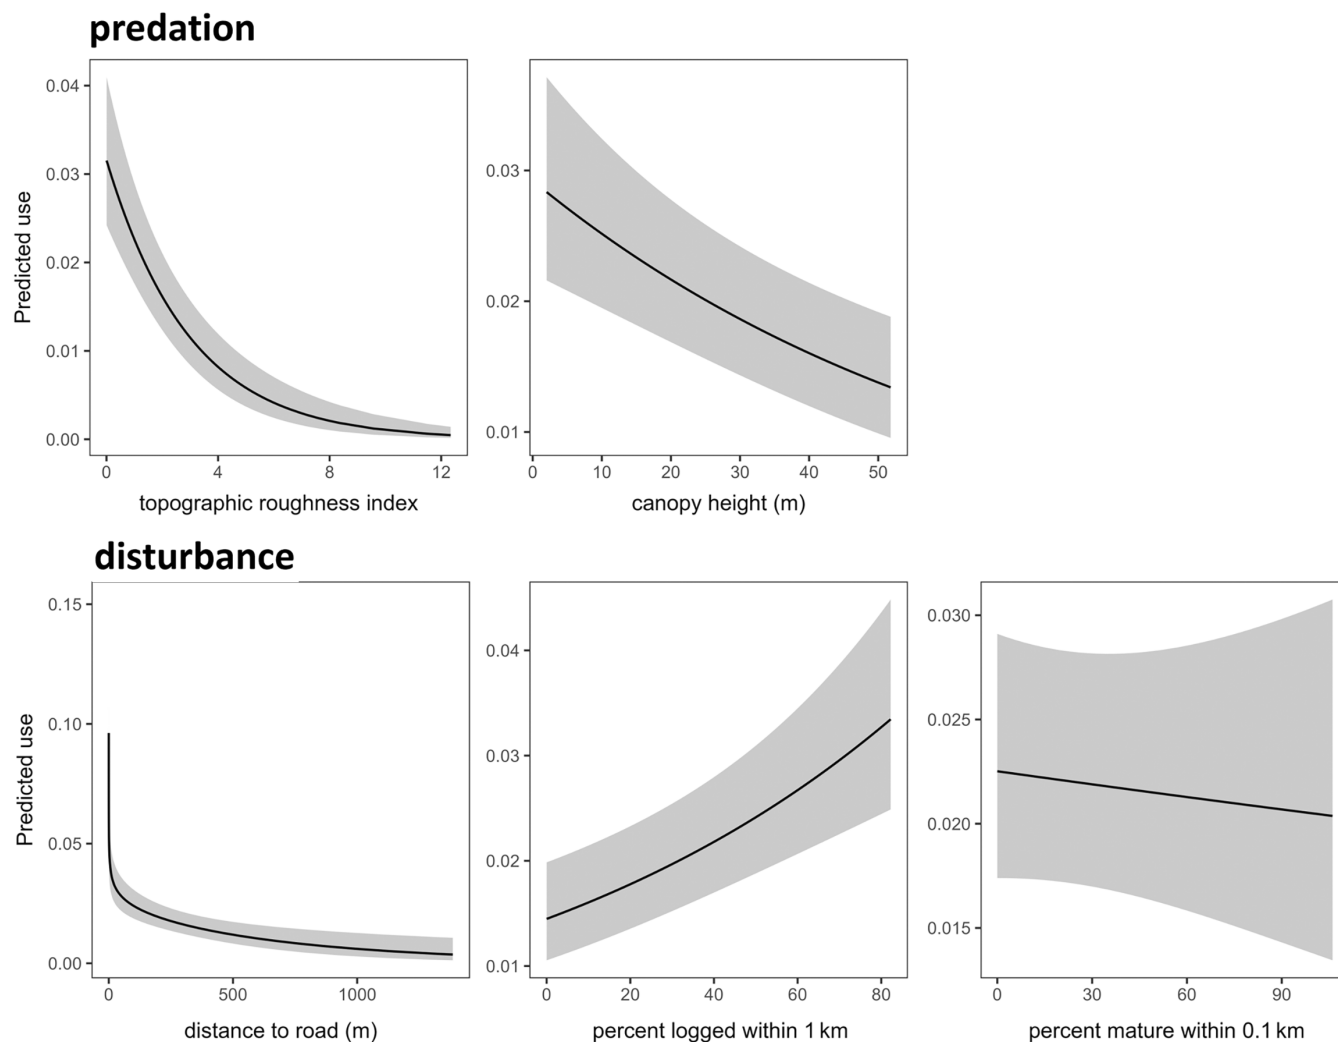 predation
0.04
0.03
0.02
0.01
0.00
Predicted use
0 4 8 12
topographic roughness index
0.03
0.02
0.01
0 10 20 30 40 50
canopy height (m)
disturbance
0.15
0.10
0.05
0.00
Predicted use
0 500 1000
distance to road (m)
0.04
0.03
0.02
0.01
0 20 40 60 80
percent logged within 1 km
0.030
0.025
0.020
0.015
0 30 60 90
percent mature within 0.1 km